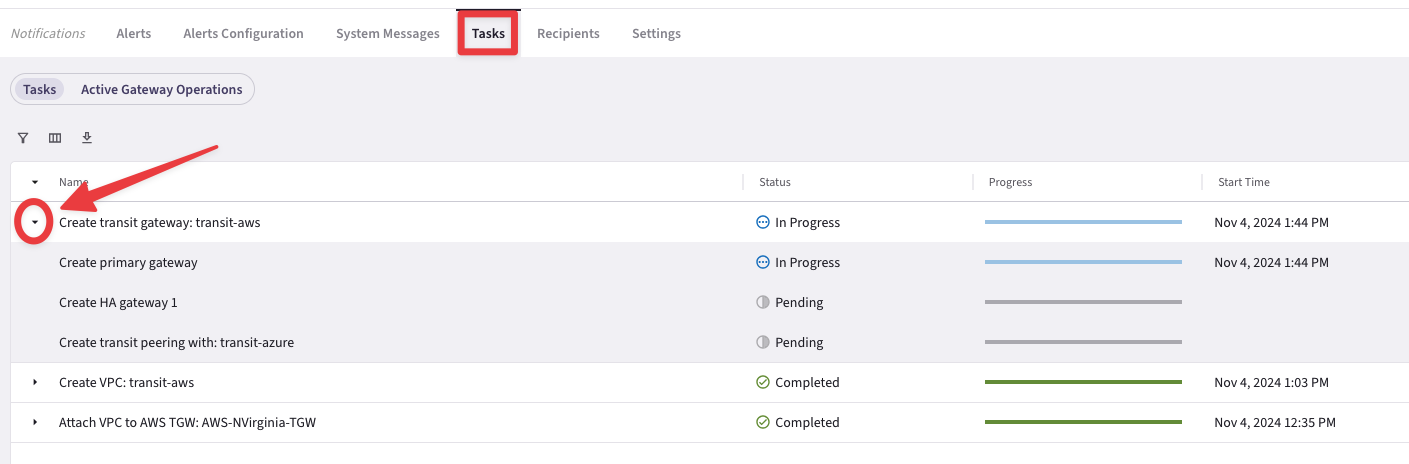 Notifications Alerts Alerts Configuration System Messages Tasks Recipients Settings
Tasks Active Gateway Operations
Name Status Progress Start Time
Create transit gateway: transit-aws In Progress Nov 4, 2024 1:44 PM
Create primary gateway In Progress Nov 4, 2024 1:44 PM
Create HA gateway 1 Pending
Create transit peering with: transit-azure Pending
Create VPC: transit-aws Completed Nov 4, 2024 1:03 PM
Attach VPC to AWS TGW: AWS-NVirginia-TGW Completed Nov 4, 2024 12:35 PM